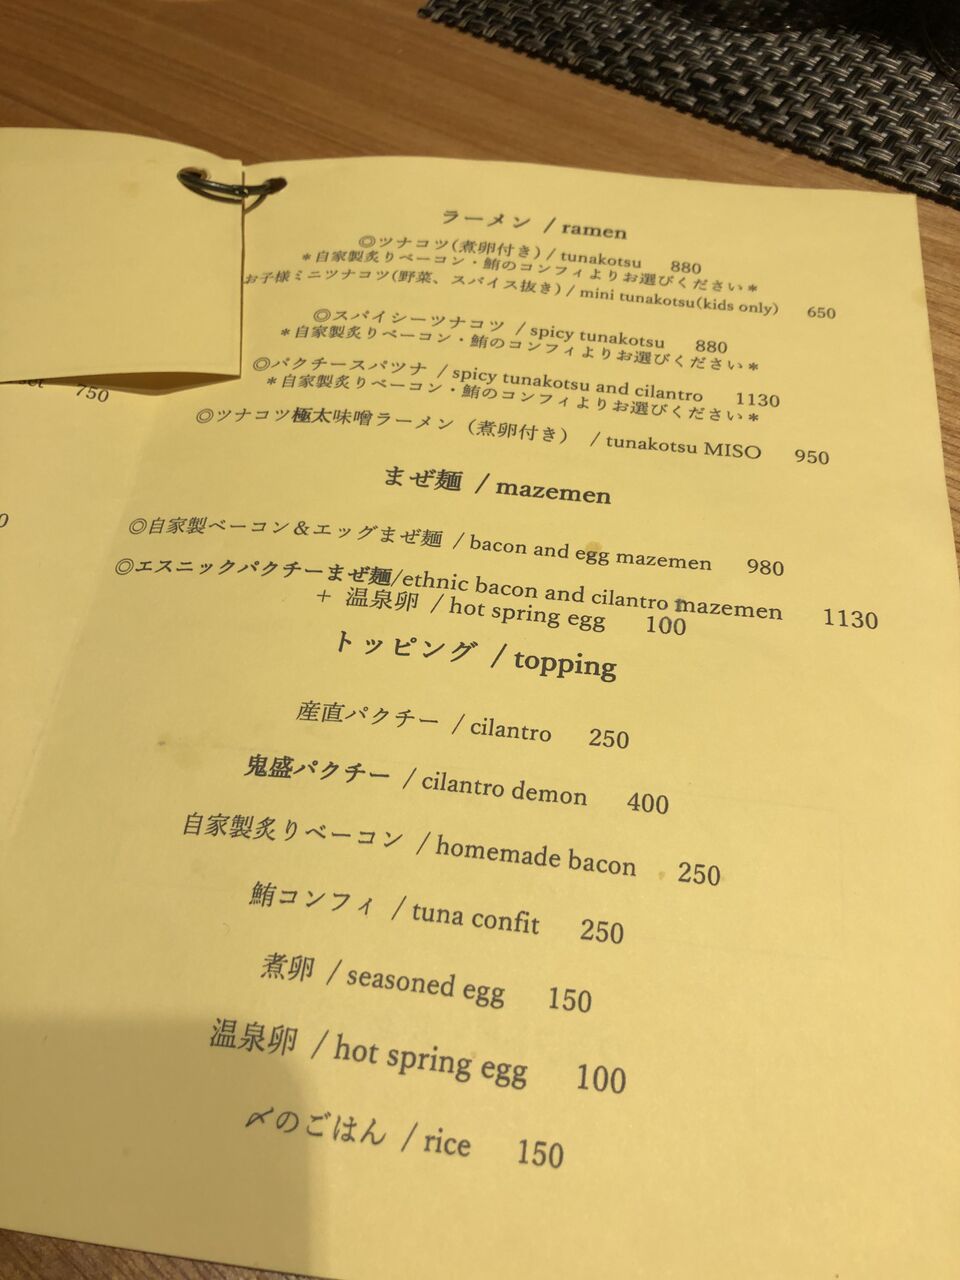 ラーメン / ramen
◎ツナコツ(煮卵付き) / tunakotsu 880
＊自家製炙りベーコン・鮪のコンフィよりお選びください＊
お子様ミニツナコツ(野菜、スパイス抜き) / mini tunakotsu(kids only) 650
◎スパイシーツナコツ / spicy tunakotsu 880
＊自家製炙りベーコン・鮪のコンフィよりお選びください＊
◎パクチースパツナ / spicy tunakotsu and cilantro 1130
＊自家製炙りベーコン・鮪のコンフィよりお選びください＊
750
◎ツナコツ極太味噌ラーメン（煮卵付き） / tunakotsu MISO 950
まぜ麺 / mazemen
◎自家製ベーコン＆エッグまぜ麺 / bacon and egg mazemen 980
◎エスニックパクチーまぜ麺/ethnic bacon and cilantro mazemen 1130
＋ 温泉卵 / hot spring egg 100
トッピング / topping
産直パクチー / cilantro 250
鬼盛パクチー / cilantro demon 400
自家製炙りベーコン / homemade bacon 250
鮪コンフィ / tuna confit 250
煮卵 / seasoned egg 150
温泉卵 / hot spring egg 100
〆のごはん / rice 150